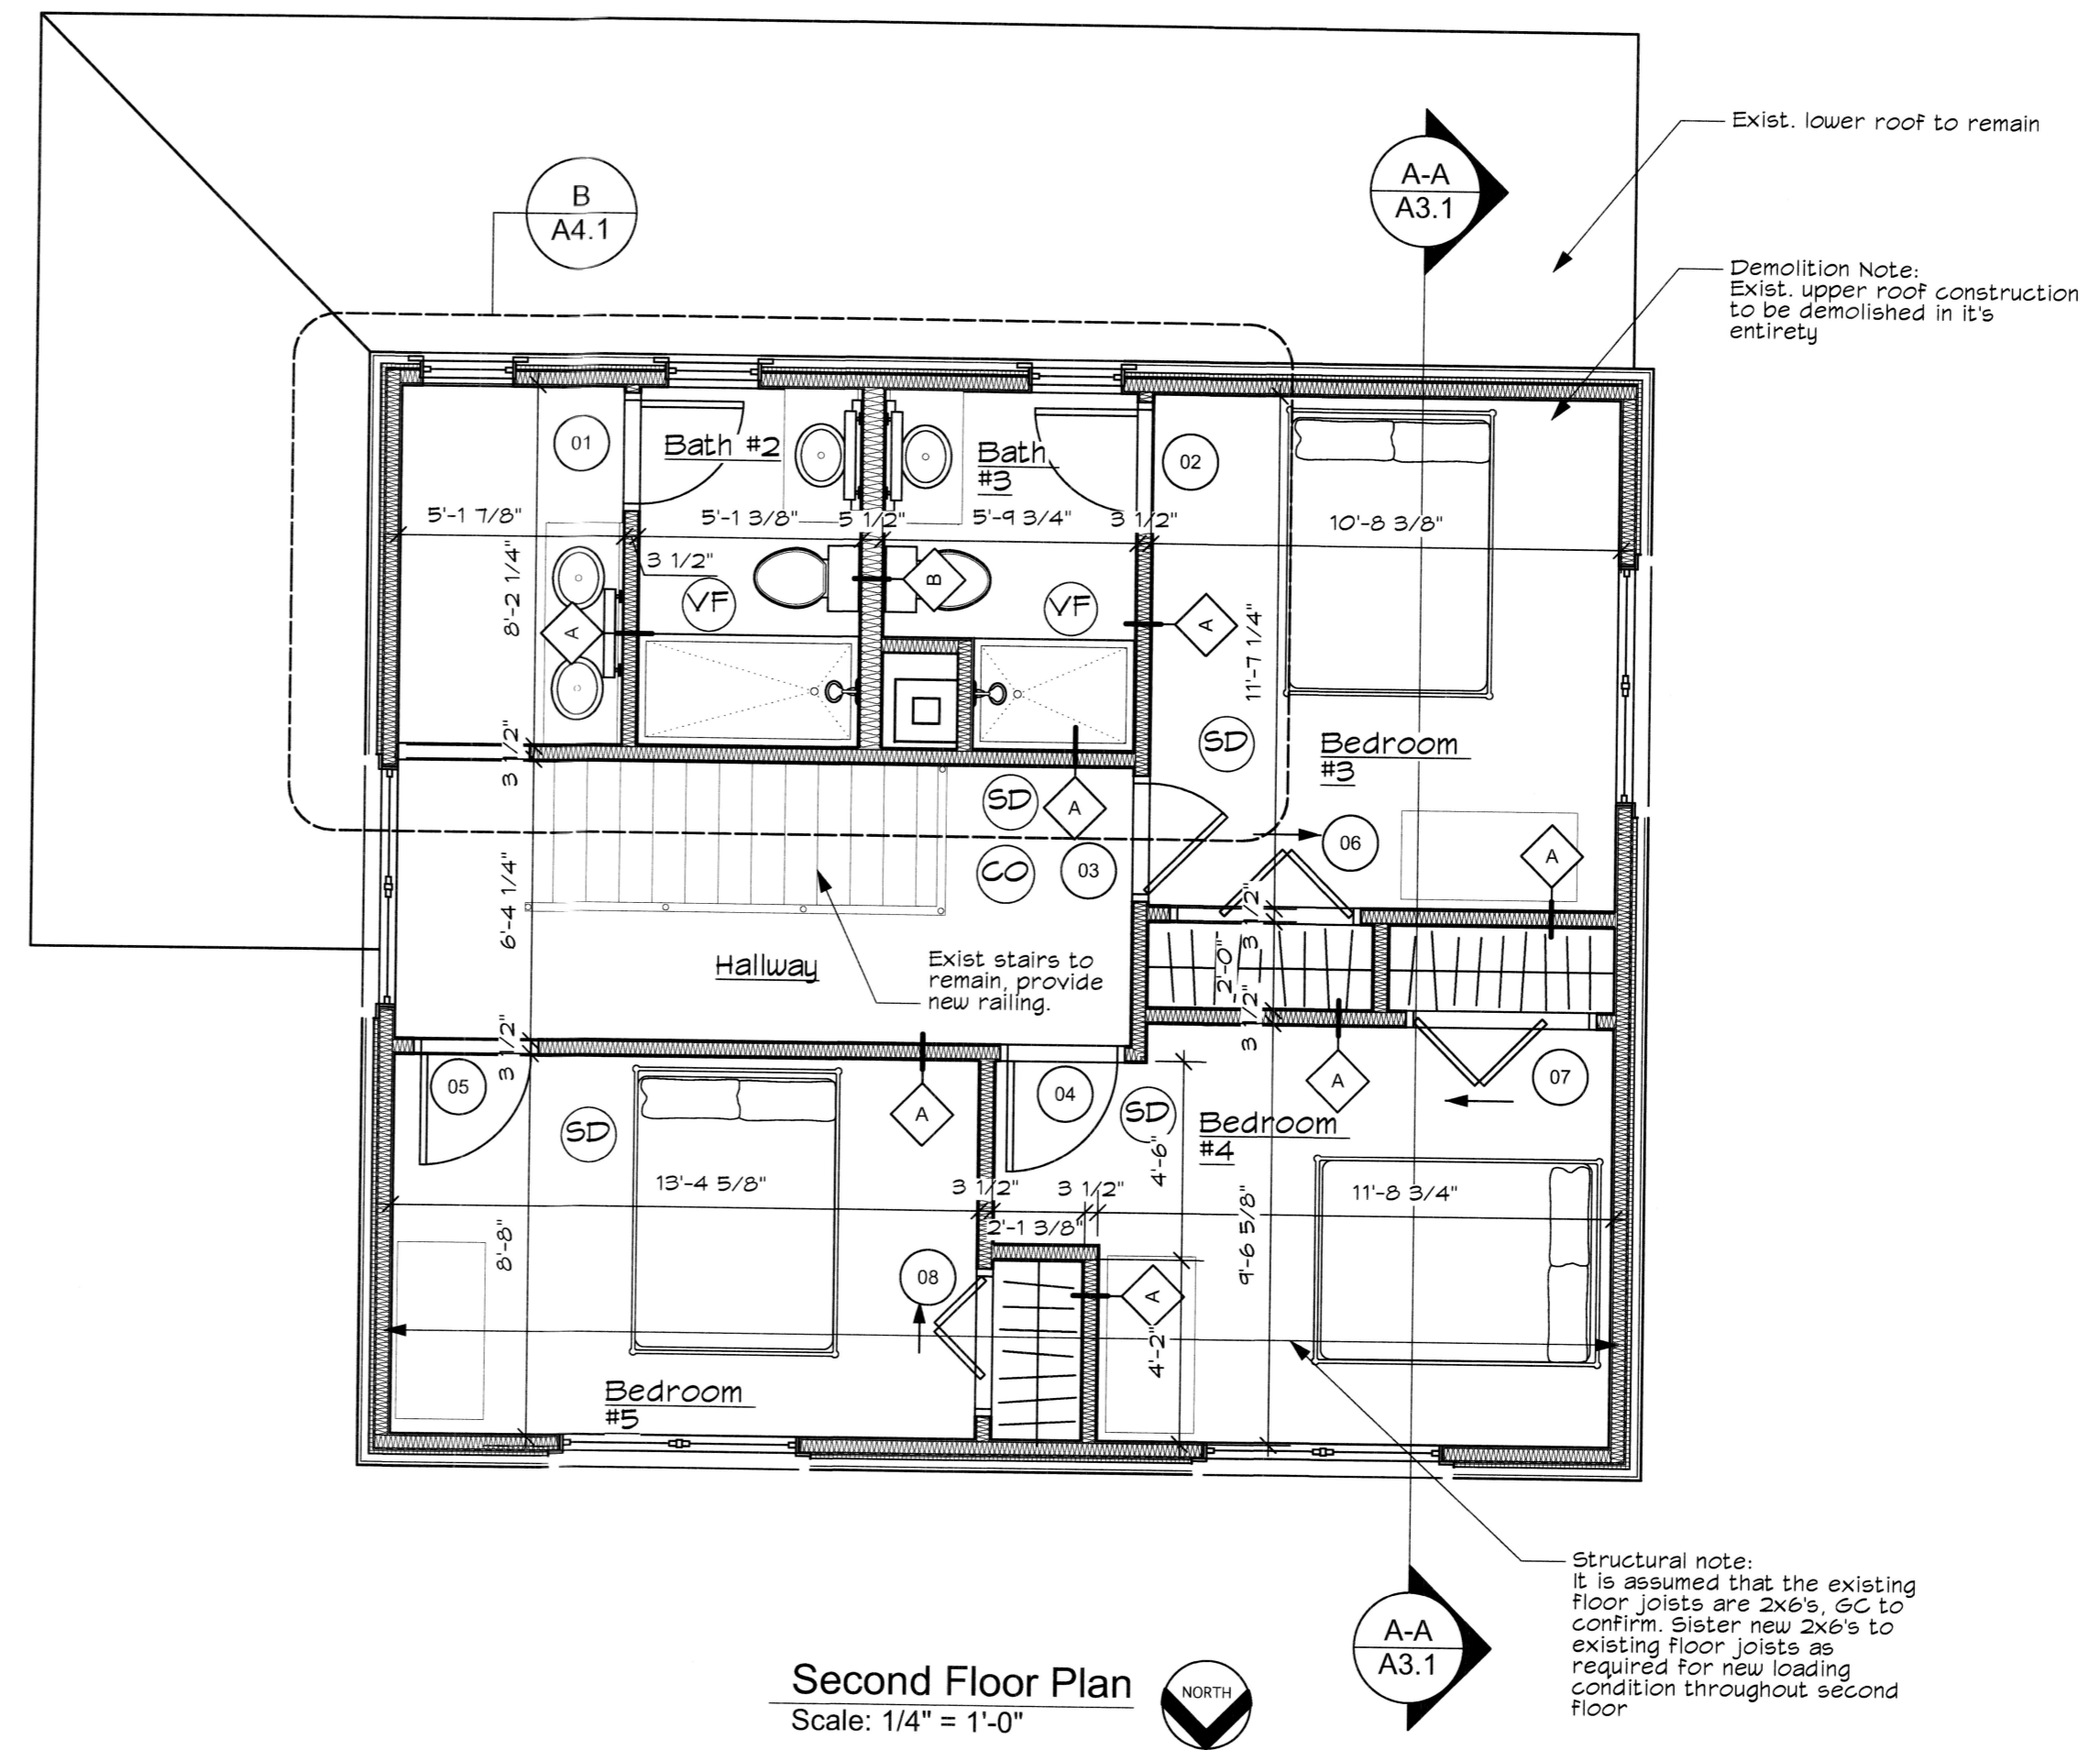 Exist. lower roof to remain
A-A
A3.1
B
A4.1
Demolition Note:
Exist. upper roof construction
to be demolished in it's
entirety
01
Bath #2
Bath
#3
02
5'-1 7/8"
5'-1 3/8"
5 1/2"
5'-9 3/4"
3 1/2"
10'-8 3/8"
3 1/2"
8'-2 1/4"
VF
B
VF
A
A
11'-7 1/4"
SD
Bedroom
#3
3 1/2"
SD
A
CO
03
06
A
6'-4 1/4"
3 1/2"
2'-0"
Hallway
Exist stairs to
remain, provide
new railing.
3 1/2"
3 1/2"
05
SD
A
04
SD
A
07
Bedroom
#4
4'-6"
13'-4 5/8"
3 1/2"
3 1/2"
11'-8 3/4"
2'-1 3/8"
8'-8"
9'-6 5/8"
08
A
4'-2"
Bedroom
#5
Structural note:
It is assumed that the existing
floor joists are 2x6's, GC to
confirm. Sister new 2x6's to
existing floor joists as
required for new loading
condition throughout second
floor
A-A
A3.1
Second Floor Plan
Scale: 1/4" = 1'-0"
NORTH